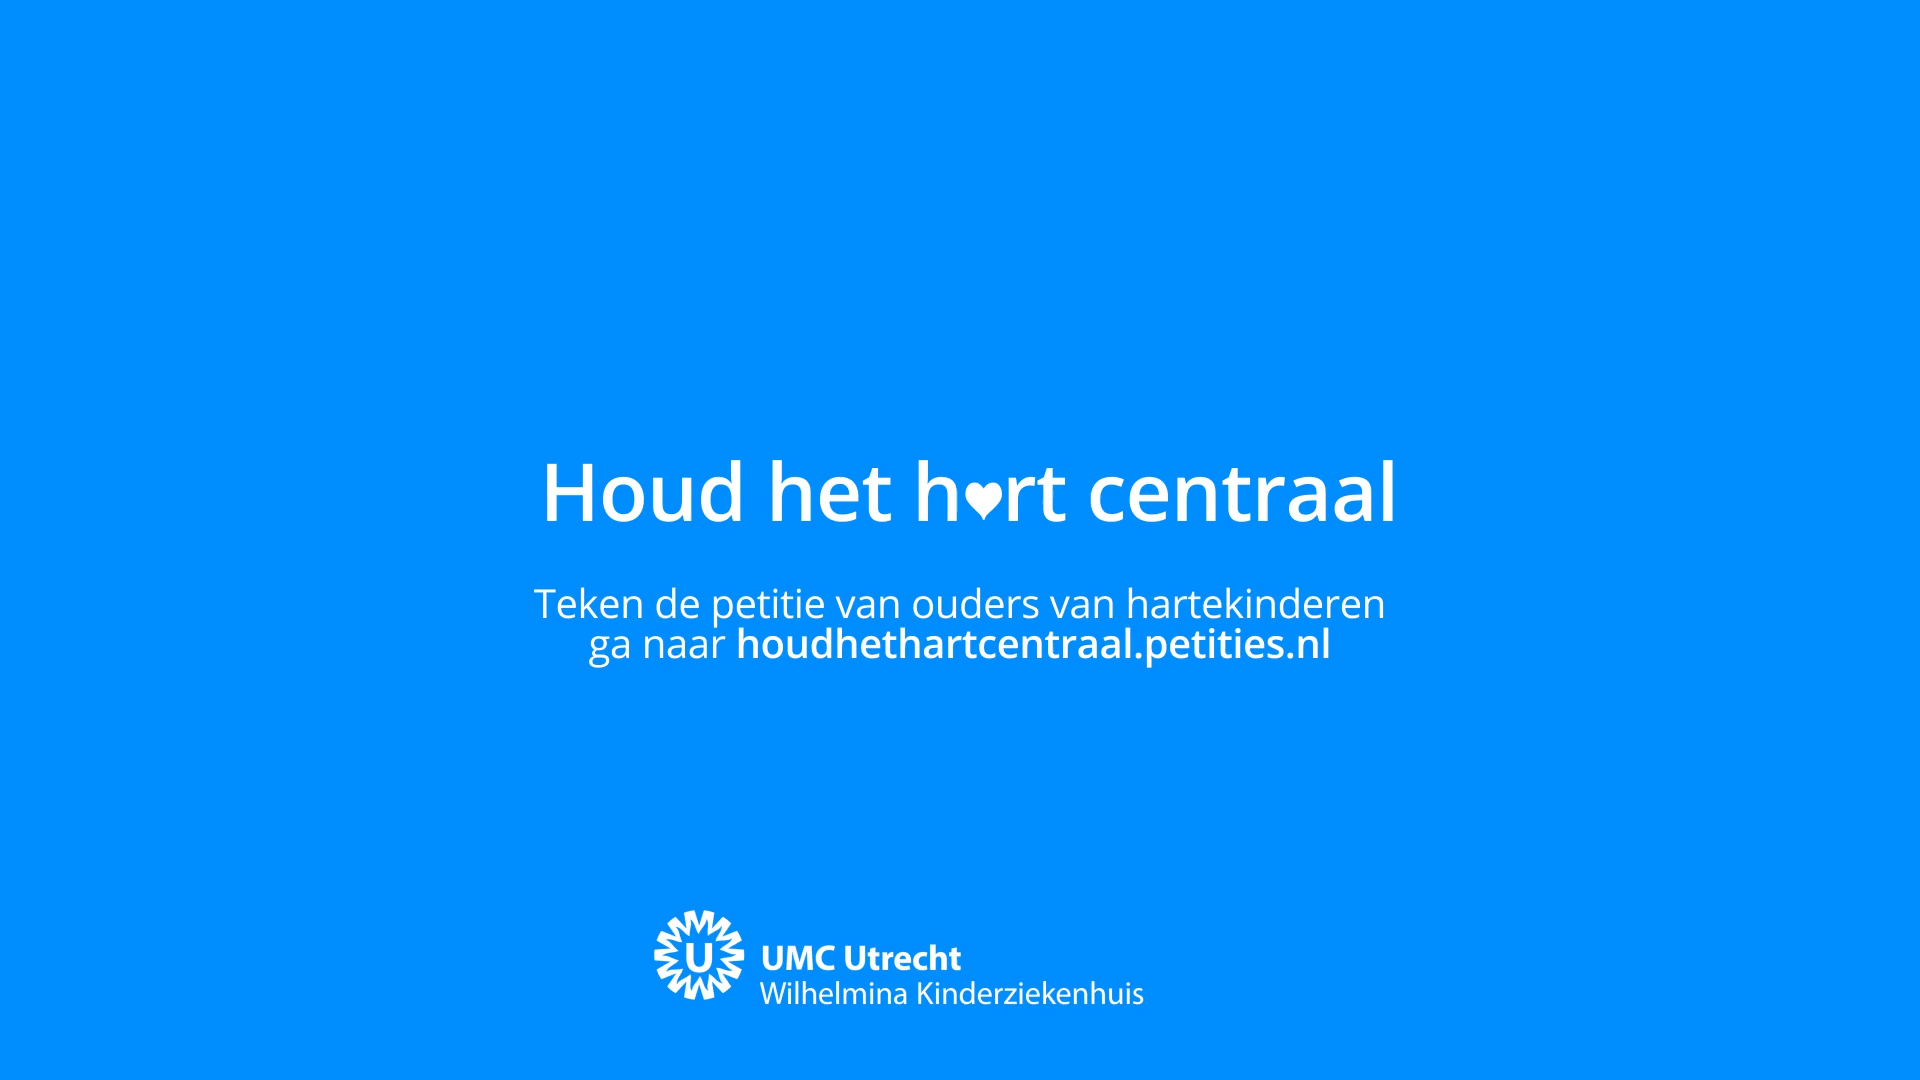 Houd het h♥rt centraal
Teken de petitie van ouders van hartekinderen
ga naar houdhethartcentraal.petities.nl
U
UMC Utrecht
Wilhelmina Kinderziekenhuis